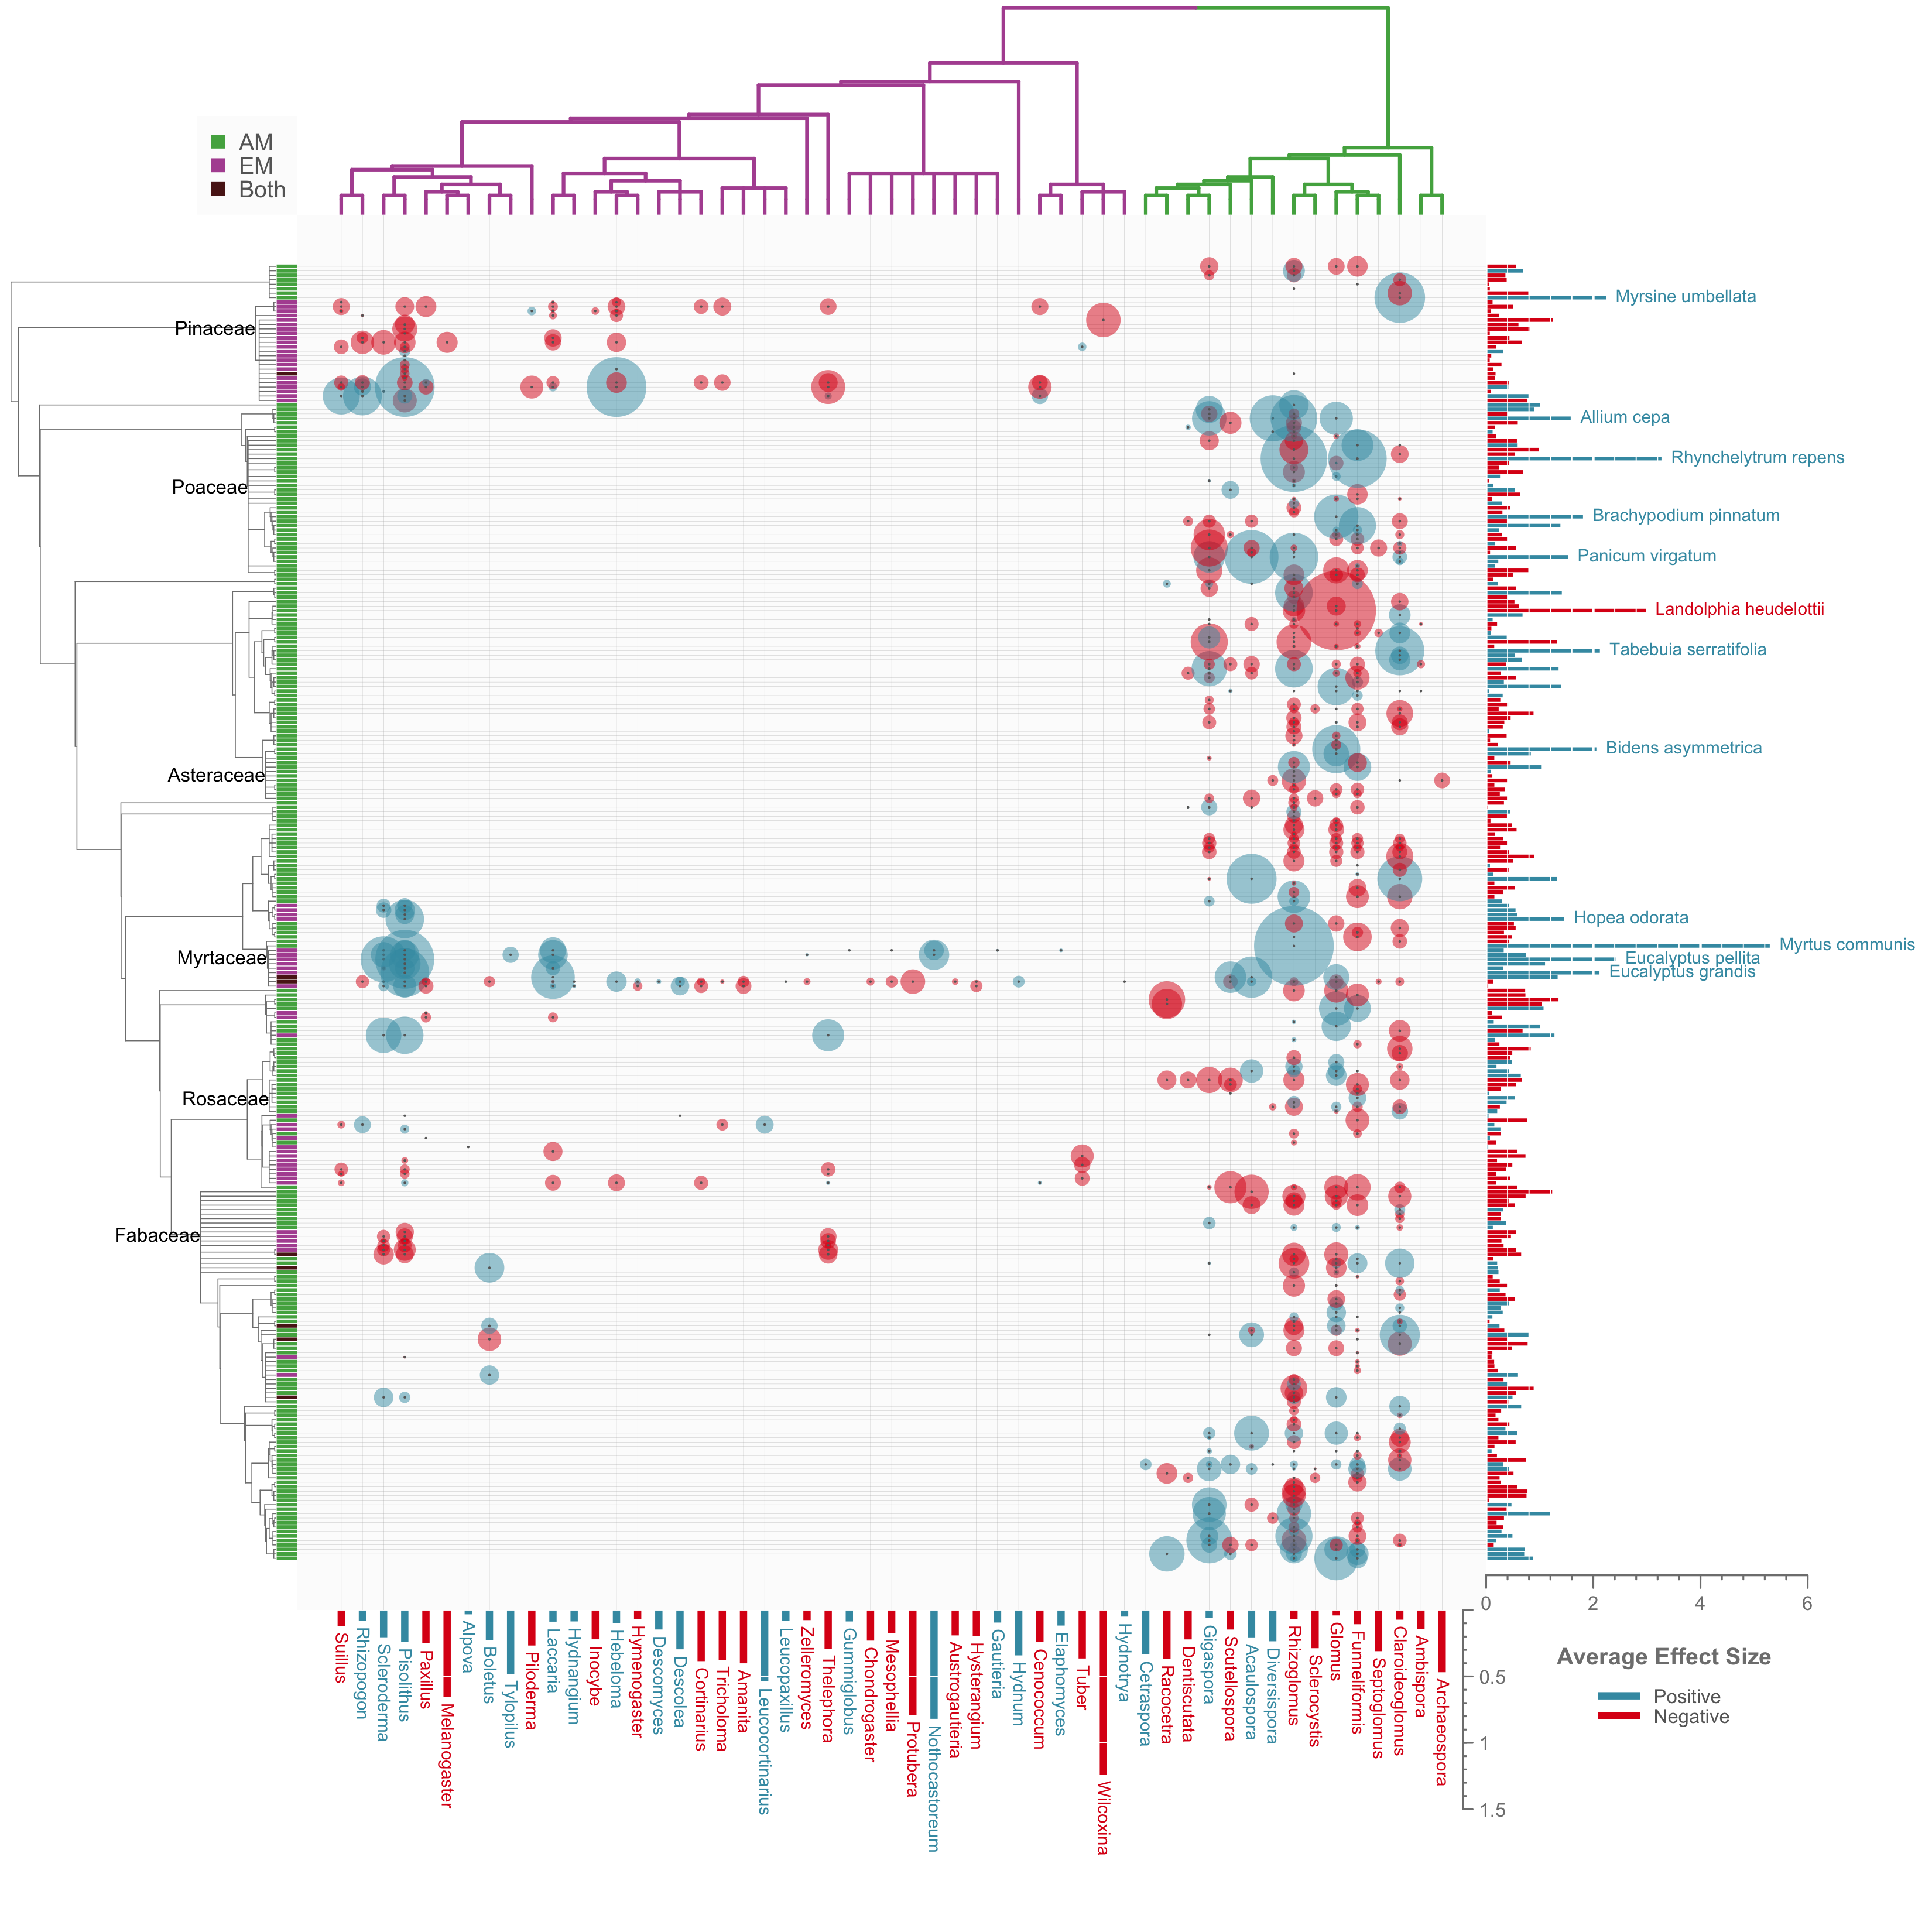 AM
EM
Both
Pinaceae
Poaceae
Asteraceae
Myrtaceae
Rosaceae
Fabaceae
Myrsine umbellata
Allium cepa
Rhynchelytrum repens
Brachypodium pinnatum
Panicum virgatum
Landolphia heudelottii
Tabebuia serratifolia
Bidens asymmetrica
Hopea odorata
Myrtus communis
Eucalyptus pellita
Eucalyptus grandis
0 2 4 6
Suillus
Rhizopogon
Scleroderma
Pisolithus
Paxillus
Melanogaster
Alpova
Boletus
Tylopilus
Piloderma
Laccaria
Hydnangium
Inocybe
Hebeloma
Hymenogaster
Descomyces
Descolea
Cortinarius
Tricholoma
Amanita
Leucocortinarius
Leucopaxillus
Zelleromyces
Thelephora
Gummiglobus
Chondrogaster
Mesophellia
Protubera
Nothocastoreum
Austrogautieria
Hysterangium
Gautieria
Hydnum
Cenococcum
Elaphomyces
Tuber
Wilcoxina
Hydnotrya
Cetraspora
Racocetra
Dentiscutata
Gigaspora
Scutellospora
Acaulospora
Diversispora
Rhizoglomus
Sclerocystis
Glomus
Funneliformis
Septoglomus
Claroideoglomus
Ambispora
Archaeospora
0.5
1
1.5
Average Effect Size
Positive
Negative